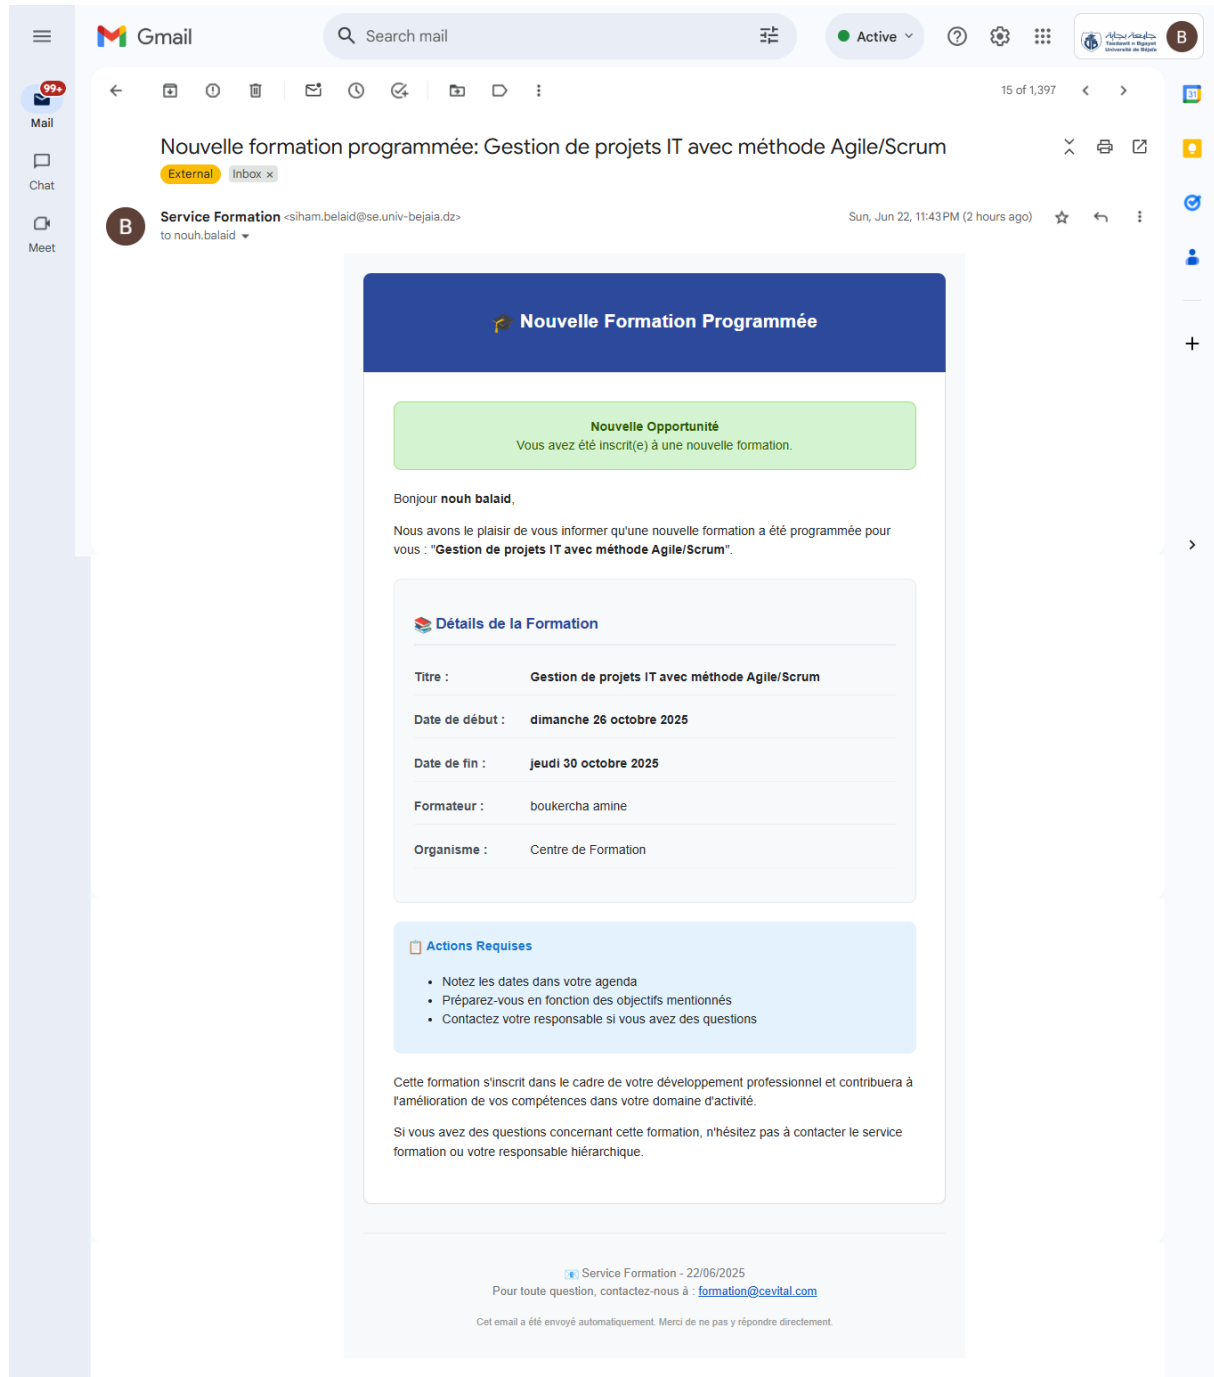 Gmail
Search mail
Active
جامعة بجاية
Tasdawit n Bgayet
Université de Béjaïa
B
99+
Mail
Chat
Meet
15 of 1,397
31
Nouvelle formation programmée: Gestion de projets IT avec méthode Agile/Scrum
External
Inbox ×
B
Service Formation <siham.belaid@se.univ-bejaia.dz>
Sun, Jun 22, 11:43 PM (2 hours ago)
to nouh.balaid
Nouvelle Formation Programmée
Nouvelle Opportunité
Vous avez été inscrit(e) à une nouvelle formation.
Bonjour nouh balaid,
Nous avons le plaisir de vous informer qu'une nouvelle formation a été programmée pour
vous : "Gestion de projets IT avec méthode Agile/Scrum".
Détails de la Formation
Titre : Gestion de projets IT avec méthode Agile/Scrum
Date de début : dimanche 26 octobre 2025
Date de fin : jeudi 30 octobre 2025
Formateur : boukercha amine
Organisme : Centre de Formation
Actions Requises
• Notez les dates dans votre agenda
• Préparez-vous en fonction des objectifs mentionnés
• Contactez votre responsable si vous avez des questions
Cette formation s'inscrit dans le cadre de votre développement professionnel et contribuera à
l'amélioration de vos compétences dans votre domaine d'activité.
Si vous avez des questions concernant cette formation, n'hésitez pas à contacter le service
formation ou votre responsable hiérarchique.
Service Formation - 22/06/2025
Pour toute question, contactez-nous à : formation@cevital.com
Cet email a été envoyé automatiquement. Merci de ne pas y répondre directement.